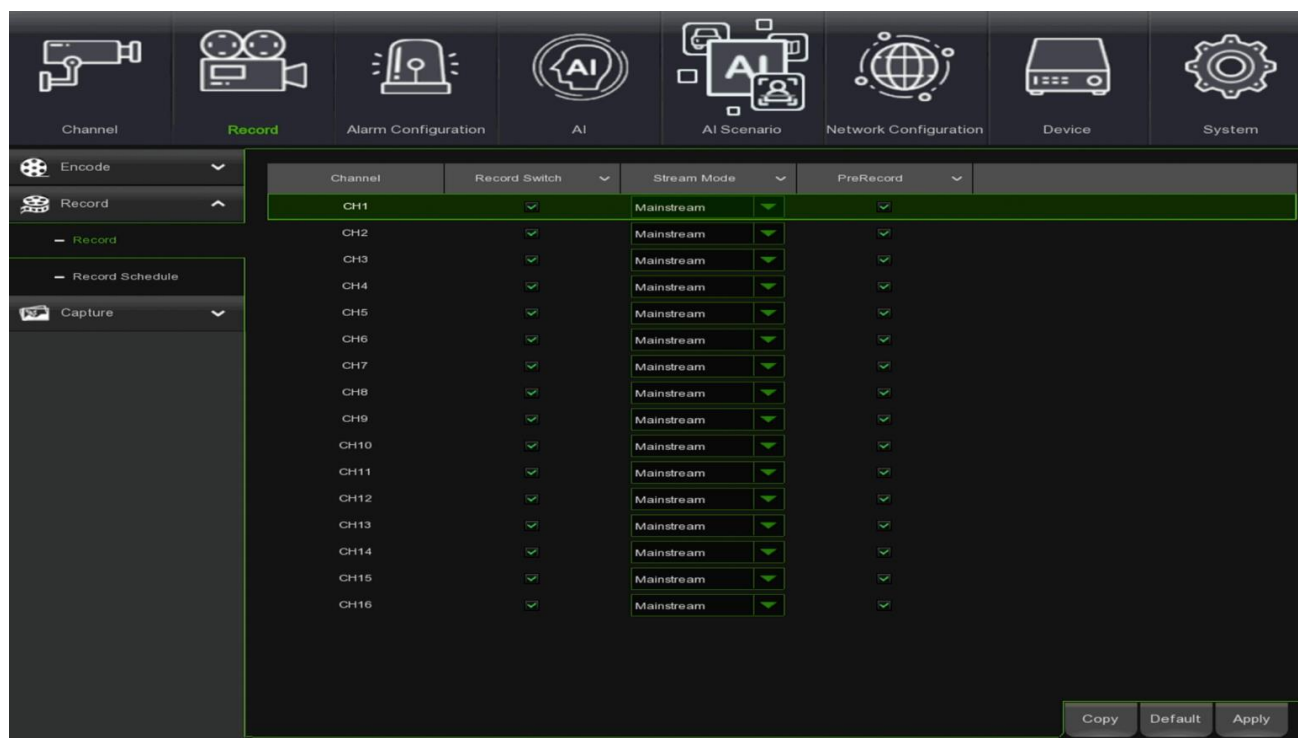 AI
AI
Channel Record Alarm Configuration AI AI Scenario Network Configuration Device System
Encode
Record
Record
Record Schedule
Capture
Channel Record Switch Stream Mode PreRecord
CH1 Mainstream
CH2 Mainstream
CH3 Mainstream
CH4 Mainstream
CH5 Mainstream
CH6 Mainstream
CH7 Mainstream
CH8 Mainstream
CH9 Mainstream
CH10 Mainstream
CH11 Mainstream
CH12 Mainstream
CH13 Mainstream
CH14 Mainstream
CH15 Mainstream
CH16 Mainstream
Copy Default Apply